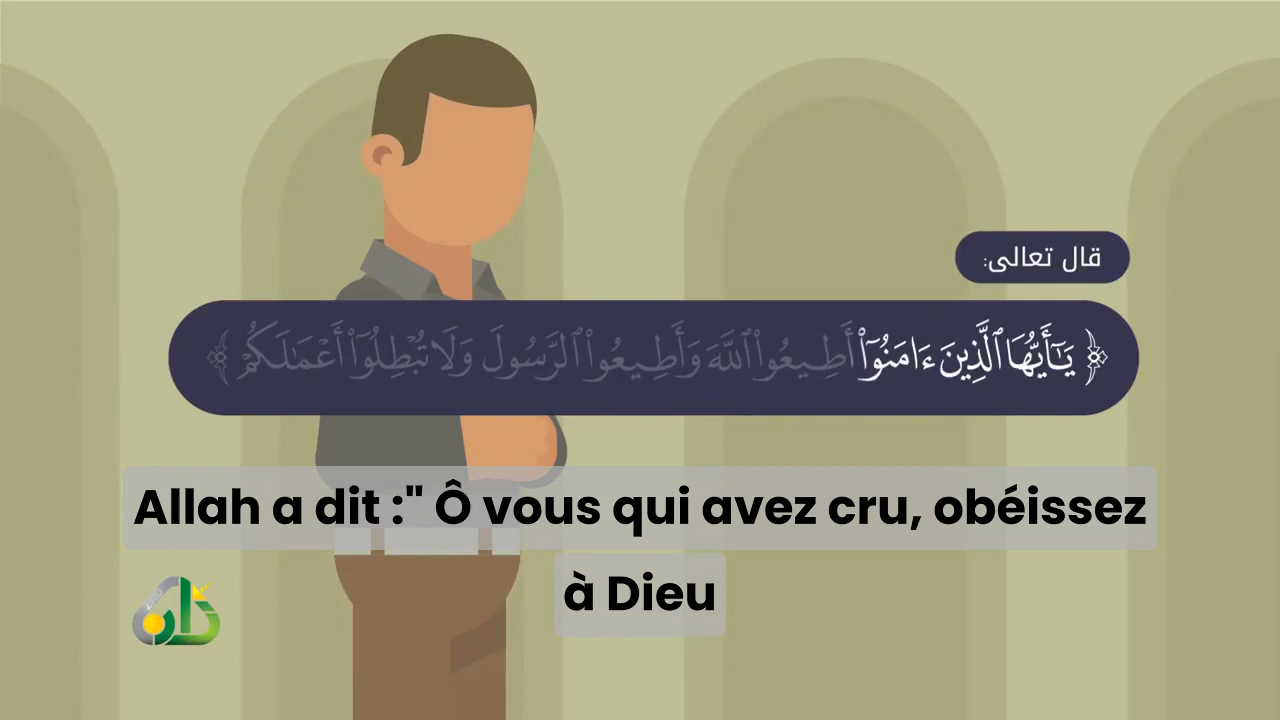 قال تعالى:
﴿يَٰٓأَيُّهَا ٱلَّذِينَ ءَامَنُوٓا۟ أَطِيعُوا۟ ٱللَّهَ وَأَطِيعُوا۟ ٱلرَّسُولَ وَلَا تُبْطِلُوٓا۟ أَعْمَٰلَكُمْ﴾
Allah a dit :" Ô vous qui avez cru, obéissez
à Dieu